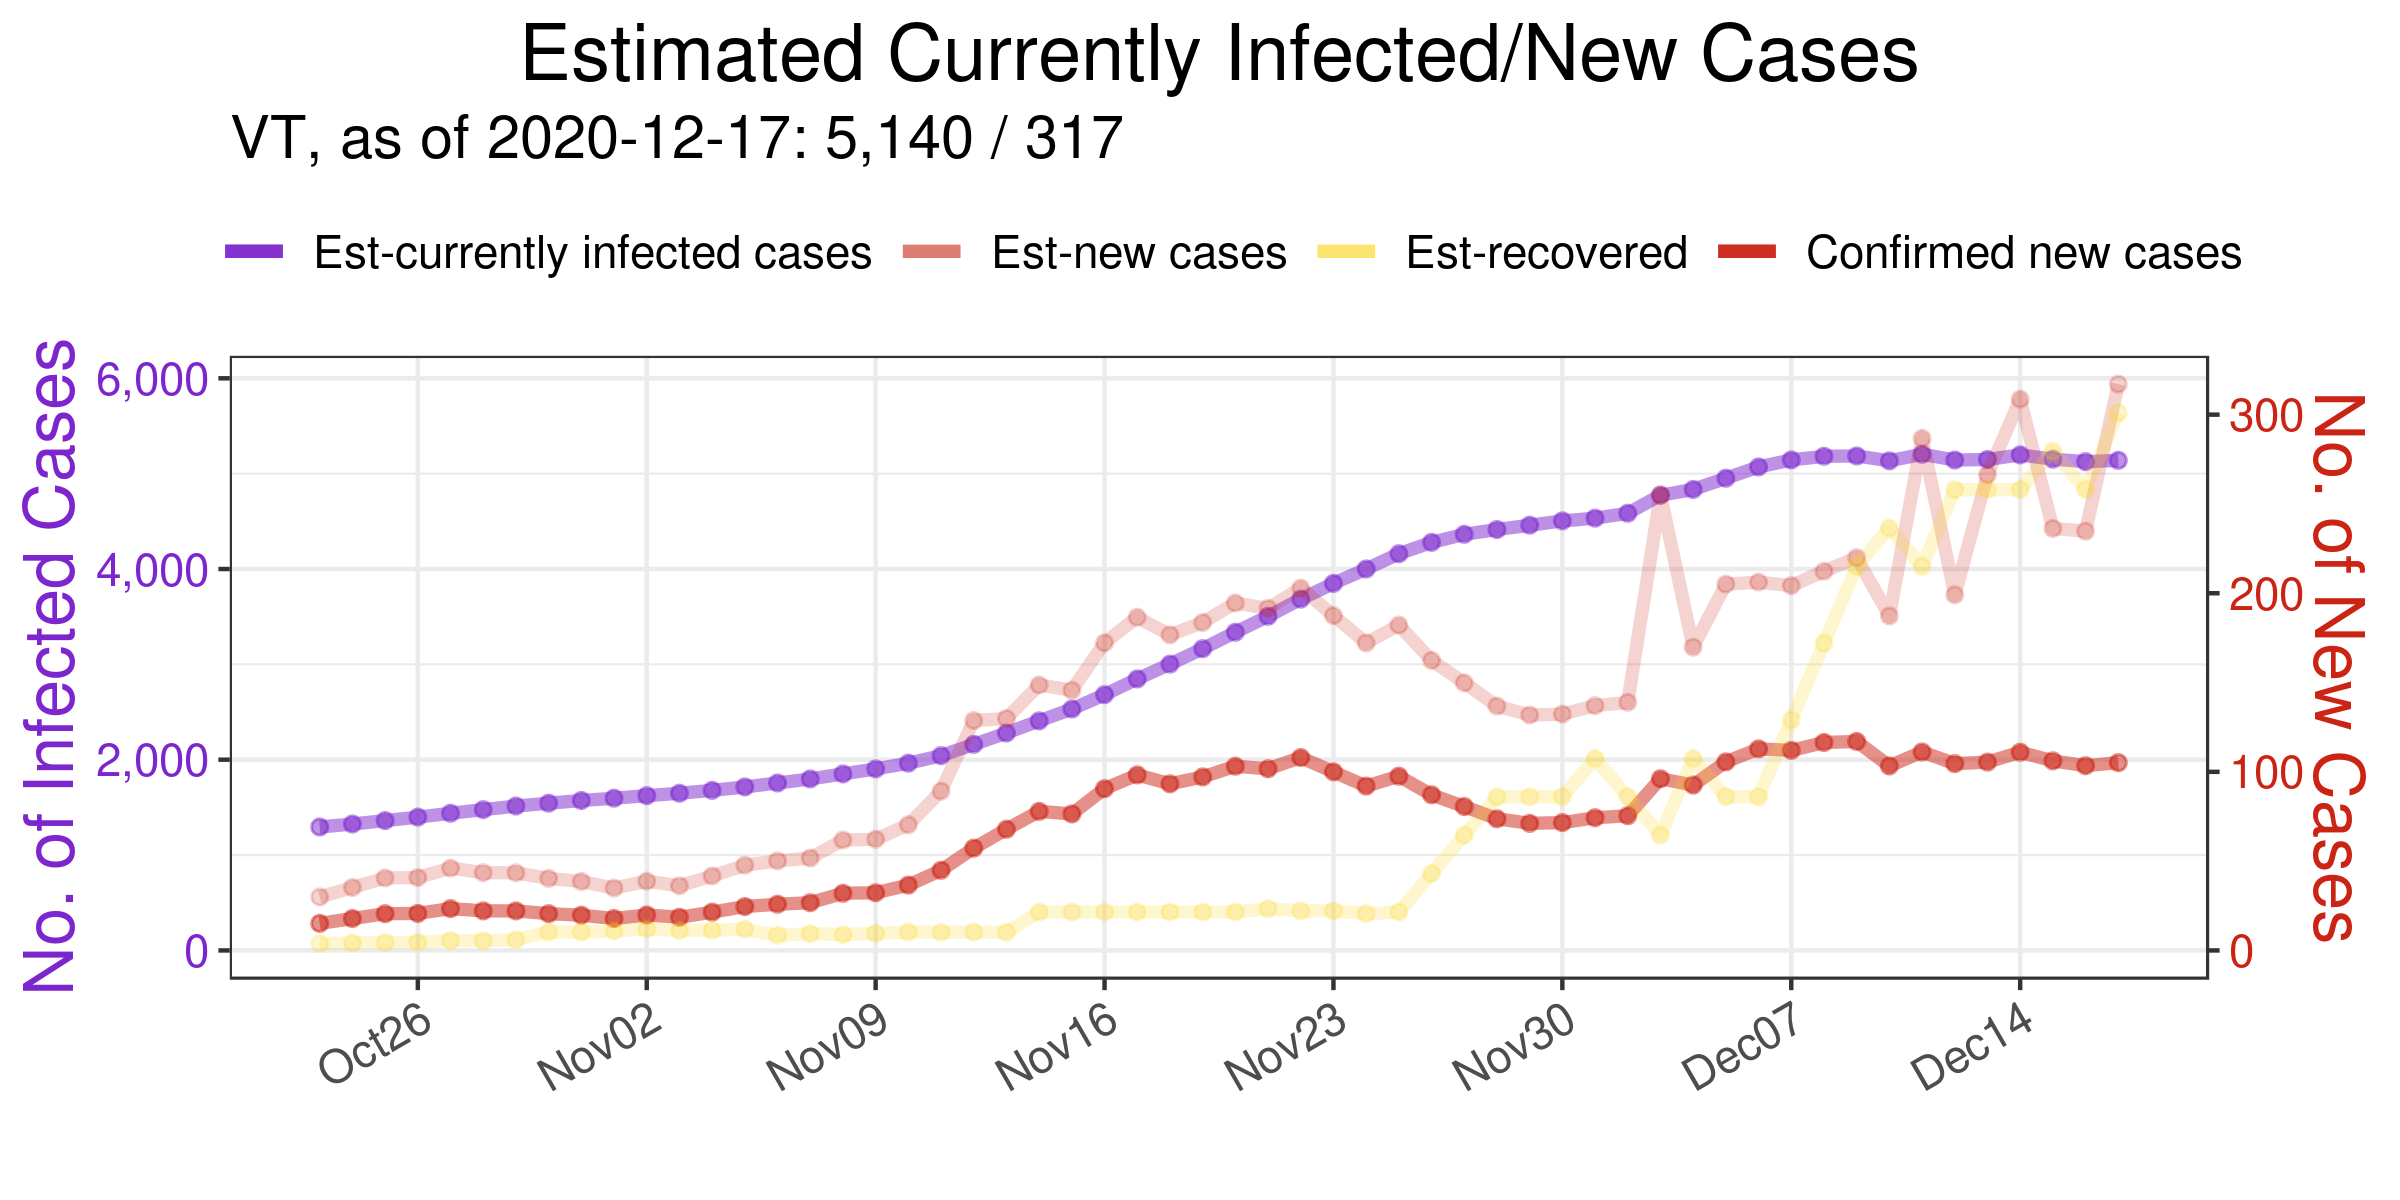 Estimated Currently Infected/New Cases
VT, as of 2020-12-17: 5,140 / 317
Est-currently infected cases Est-new cases Est-recovered Confirmed new cases
No. of Infected Cases
6,000
4,000
2,000
0
300
200
100
0
No. of New Cases
Oct26 Nov02 Nov09 Nov16 Nov23 Nov30 Dec07 Dec14